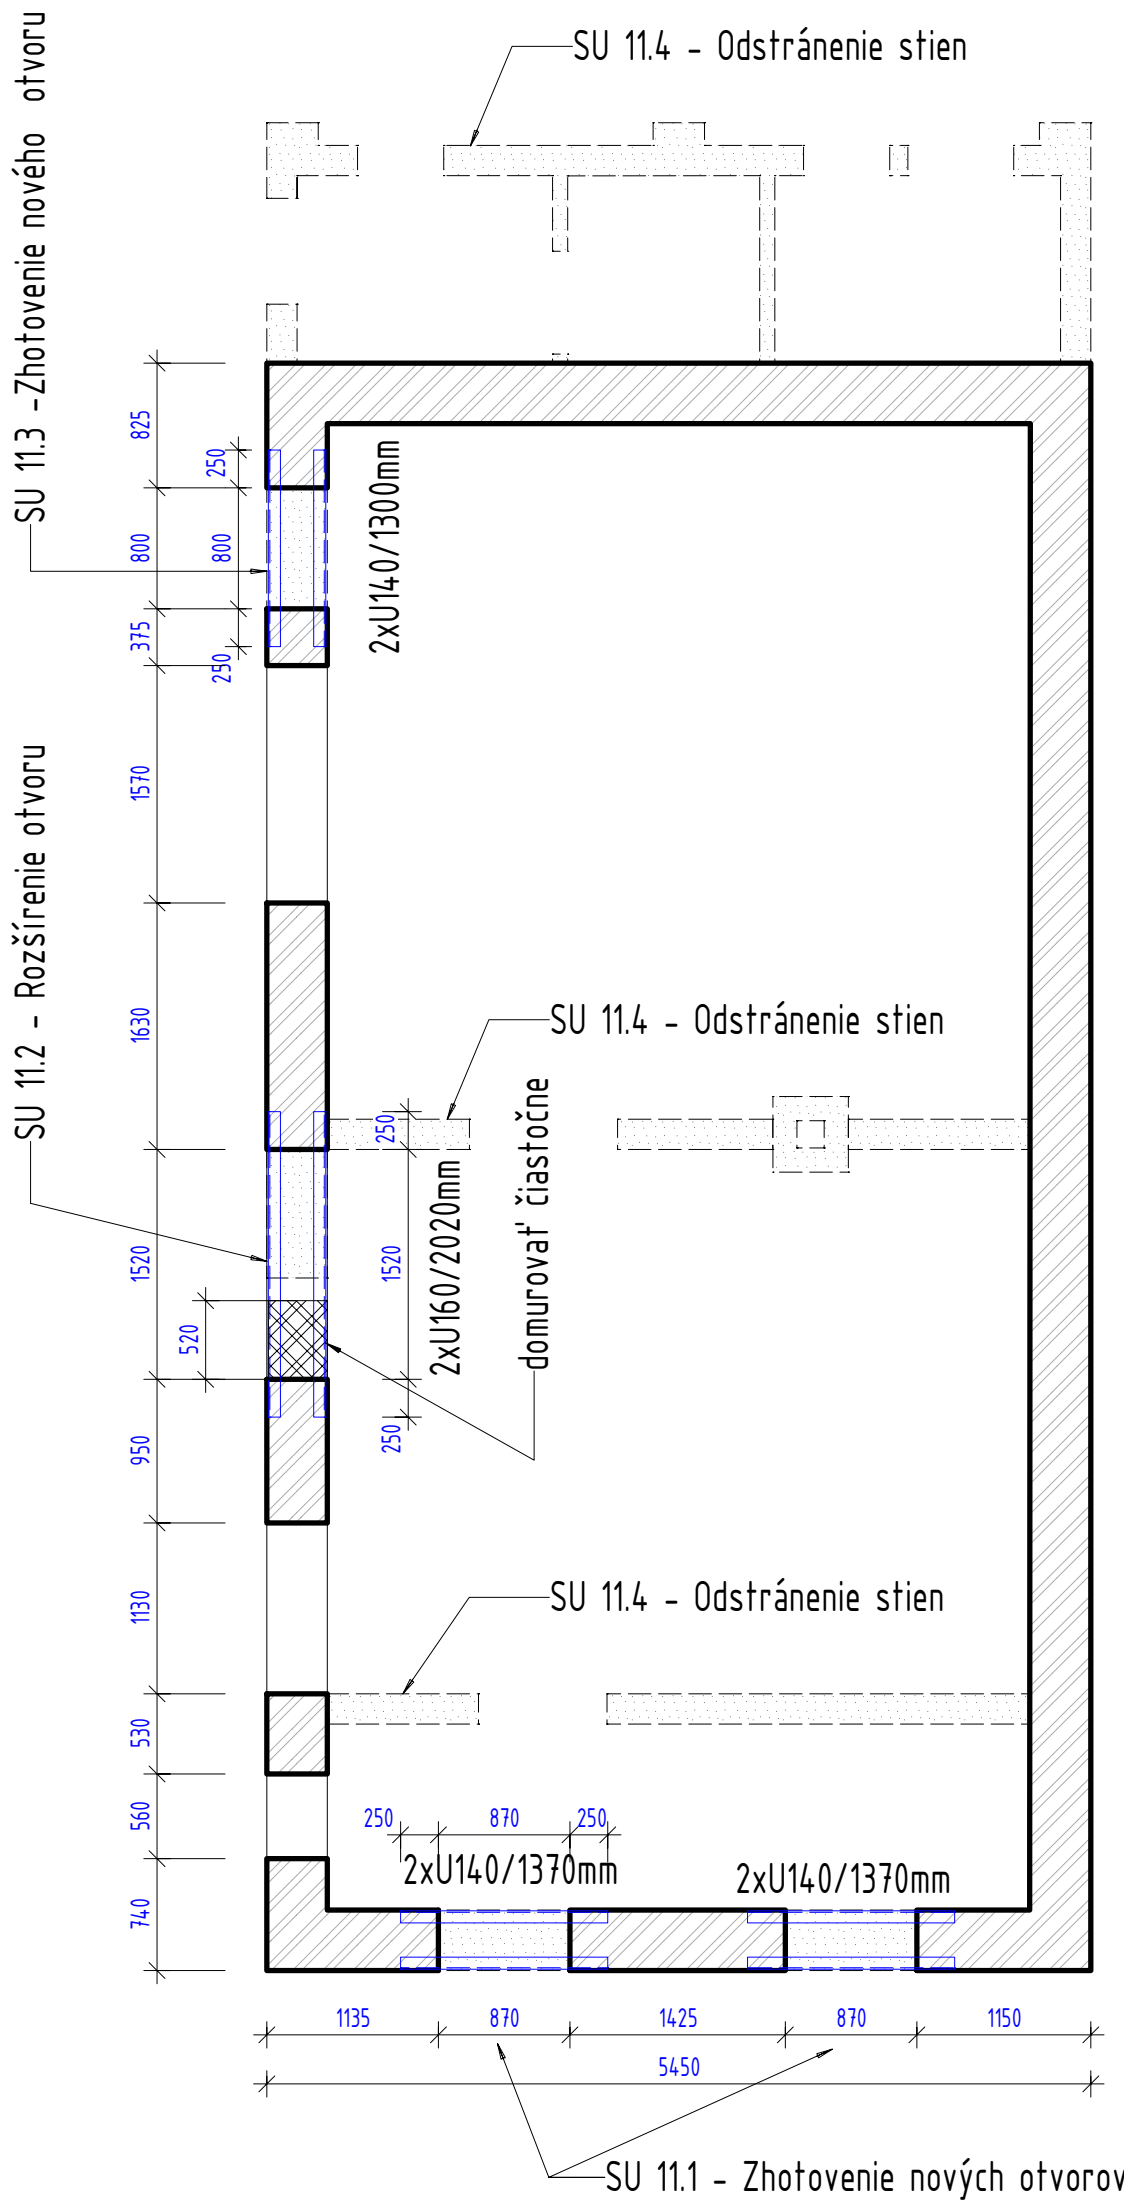 SU 11.4 - Odstránenie stien
SU 11.3 -Zhotovenie nového otvoru
825
250
800
800
375
250
2xU140/1300mm
1570
SU 11.2 - Rozšírenie otvoru
1630
SU 11.4 - Odstránenie stien
250
1520
1520
520
2xU160/2020mm
domurovať čiastočne
250
950
1130
SU 11.4 - Odstránenie stien
530
560
250
870
250
2xU140/1370mm
2xU140/1370mm
740
1135
870
1425
870
1150
5450
SU 11.1 - Zhotovenie nových otvorov